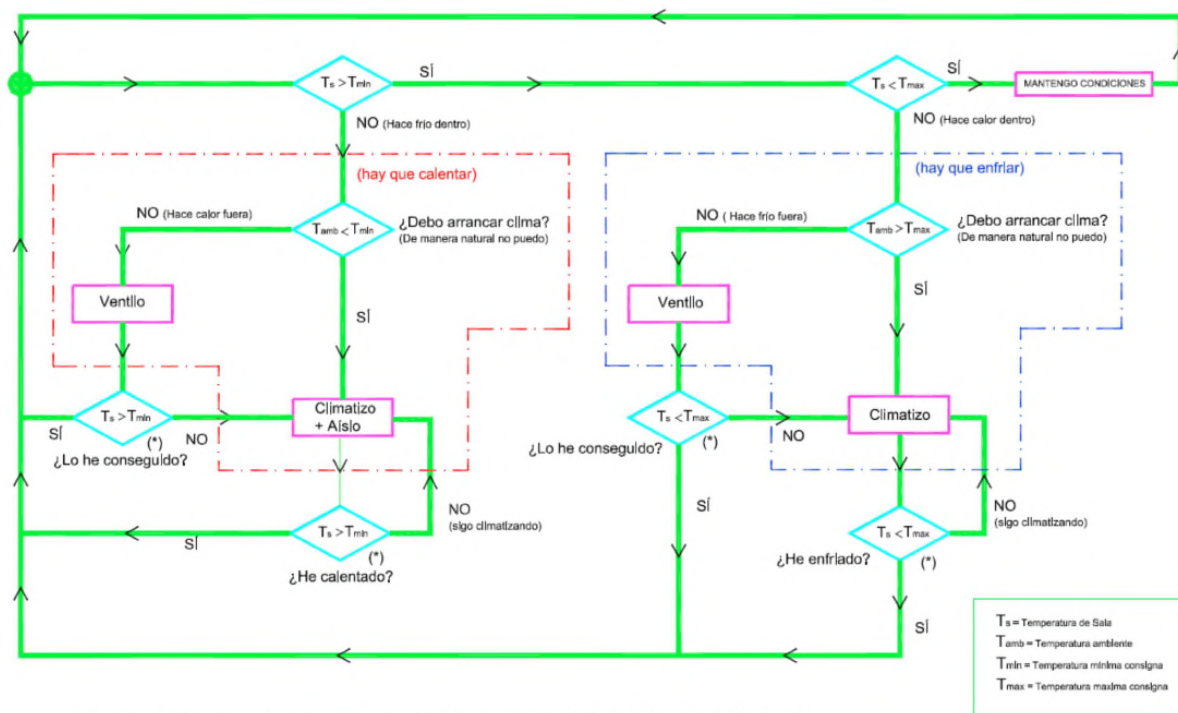 Ts > Tmin
SÍ
Ts < Tmax
SÍ
MANTENGO CONDICIONES
NO (Hace frío dentro)
NO (Hace calor dentro)
(hay que calentar)
(hay que enfriar)
NO (Hace calor fuera)
Tamb < Tmin
¿Debo arrancar clima?
(De manera natural no puedo)
NO ( Hace frío fuera)
Tamb > Tmax
¿Debo arrancar clima?
(De manera natural no puedo)
Ventilo
SÍ
Ventilo
SÍ
Ts > Tmin
SÍ
(*)
NO
¿Lo he conseguido?
Climatizo
+ Aislo
Ts < Tmax
(*)
NO
¿Lo he conseguido?
Climatizo
SÍ
Ts > Tmin
SÍ
(*)
NO
(sigo climatizando)
¿He calentado?
Ts < Tmax
(*)
NO
(sigo climatizando)
¿He enfriado?
SÍ
Ts = Temperatura de Sala
Tamb = Temperatura ambiente
Tmin = Temperatura mínima consigna
Tmax = Temperatura maxima consigna